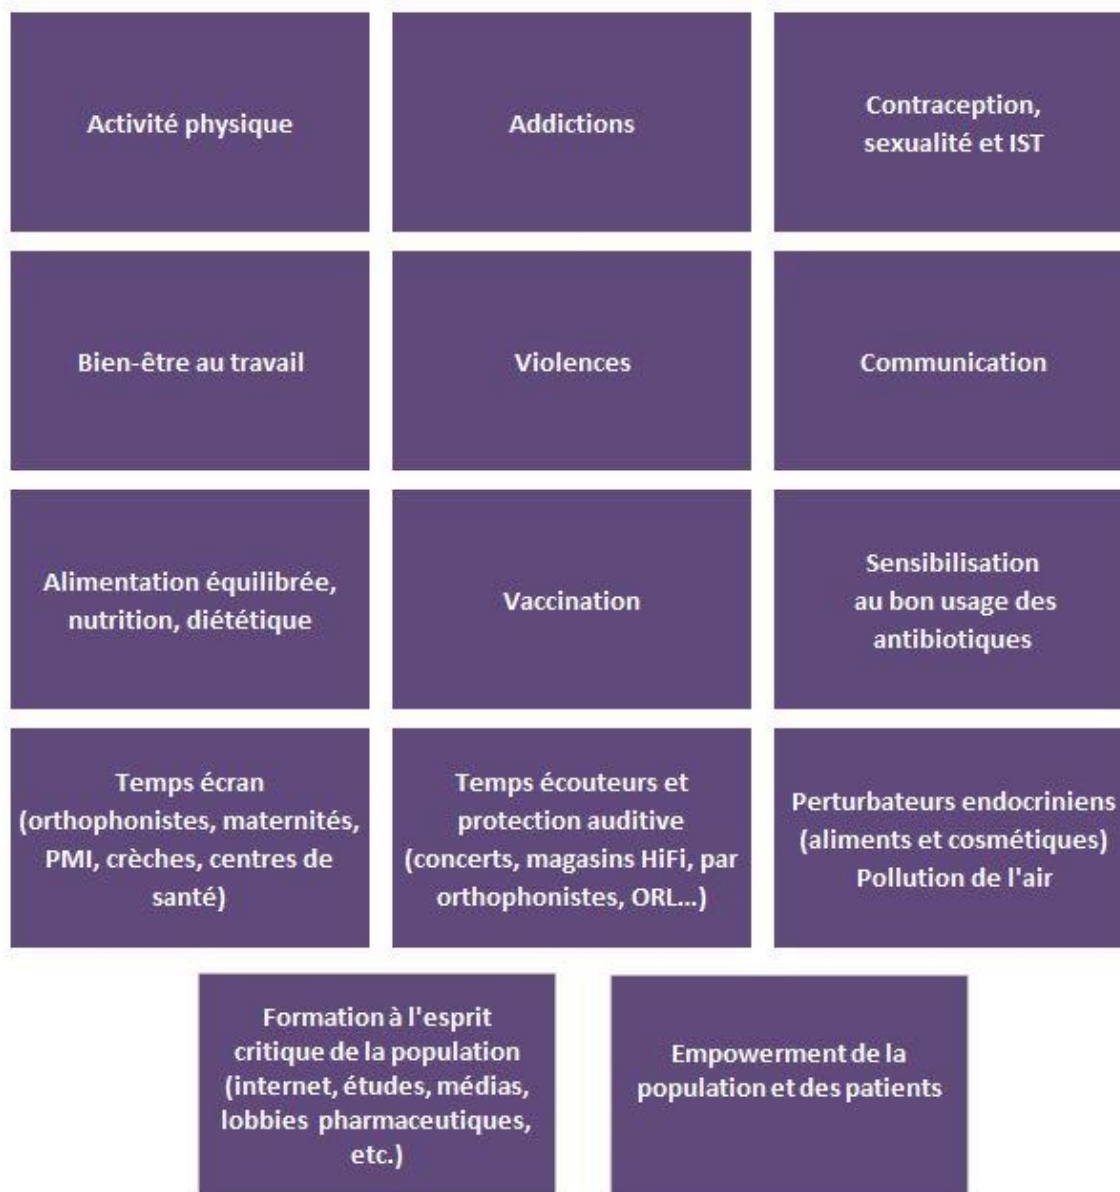 Activité physique
Addictions
Contraception,
sexualité et IST
Bien-être au travail
Violences
Communication
Alimentation équilibrée,
nutrition, diététique
Vaccination
Sensibilisation
au bon usage des
antibiotiques
Temps écran
(orthophonistes, maternités,
PMI, crèches, centres de
santé)
Temps écouteurs et
protection auditive
(concerts, magasins HiFi, par
orthophonistes, ORL...)
Perturbateurs endocriniens
(aliments et cosmétiques)
Pollution de l'air
Formation à l'esprit
critique de la population
(internet, études, médias,
lobbies pharmaceutiques,
etc.)
Empowerment de la
population et des patients